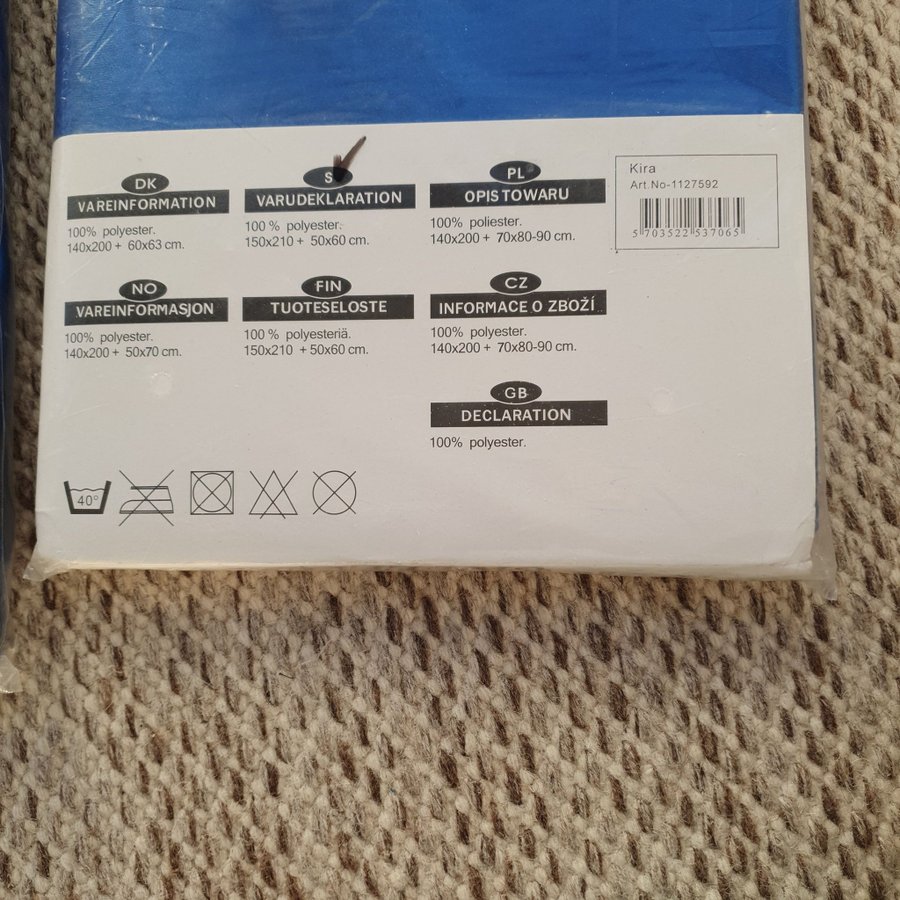 DK
VAREINFORMATION
100% polyester.
140x200 + 60x63 cm.
S
VARUDEKLARATION
100 % polyester.
150x210 + 50x60 cm.
PL
OPIS TOWARU
100% poliester.
140x200 + 70x80-90 cm.
Kira
Art.No-1127592
5 703522 537065
NO
VAREINFORMASJON
100% polyester.
140x200 + 50x70 cm.
FIN
TUOTESELOSTE
100 % polyesteriä.
150x210 + 50x60 cm.
CZ
INFORMACE O ZBOŽÍ
100% polyester.
140x200 + 70x80-90 cm.
GB
DECLARATION
100% polyester.
40°